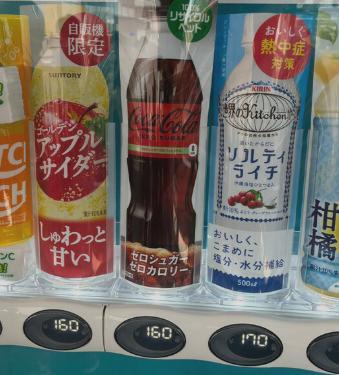 自販機
限定
SUNTORY
ゴールデン
アップル
サイダー
しゅわっと
甘い
100%
リサイクル
ペット
Coca-Cola
ゼロシュガー
ゼロカロリー
おいしく
熱中症
対策
KIRIN
世界のKitchen
ソルティ
ライチ
おいしく、
こまめに
塩分・水分補給
500ml
柑
橘
160
160
170